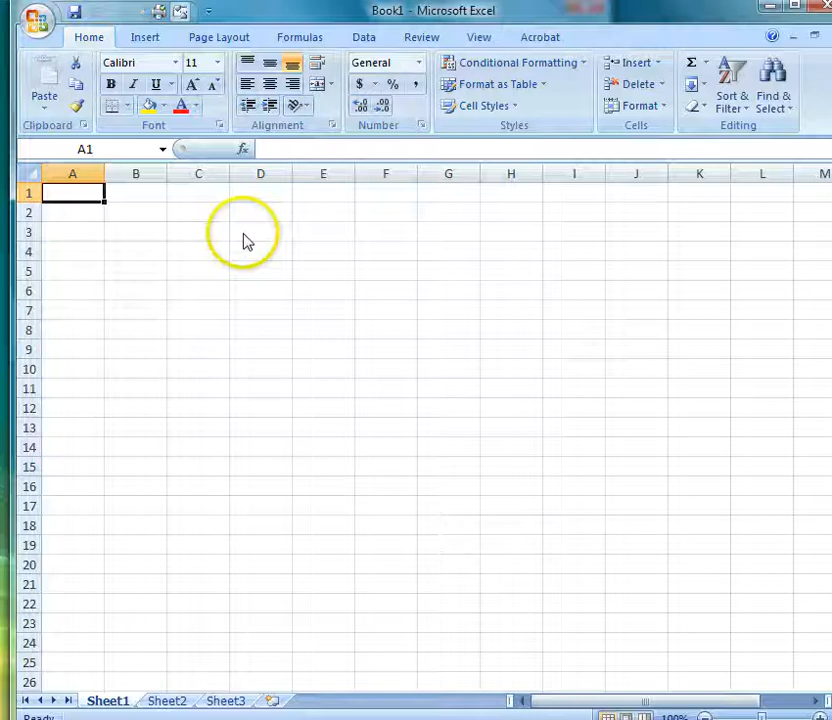 Book1 - Microsoft Excel
Home Insert Page Layout Formulas Data Review View Acrobat
Calibri 11 General Conditional Formatting Insert Σ
Paste B I U A A $ % , Format as Table Delete Sort & Filter Find & Select
A Cell Styles Format
Clipboard Font Alignment Number Styles Cells Editing
A1 fx
A B C D E F G H I J K L M
1
2
3
4
5
6
7
8
9
10
11
12
13
14
15
16
17
18
19
20
21
22
23
24
25
26
Sheet1 Sheet2 Sheet3
Ready 100%